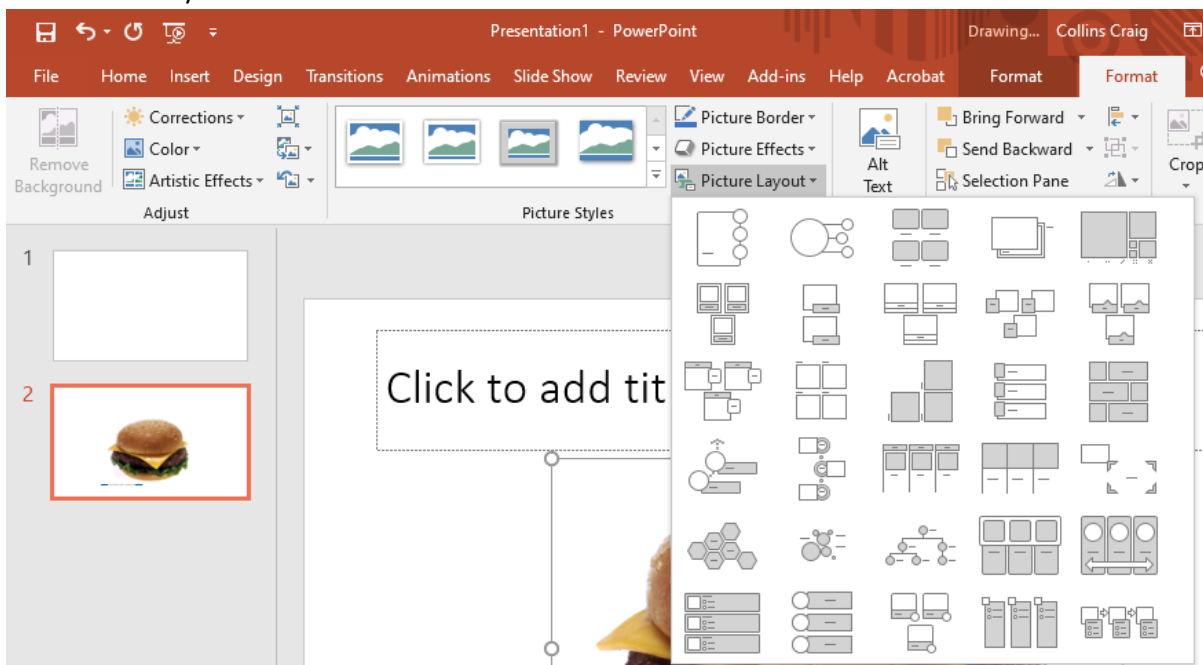 Presentation1 - PowerPoint Drawing... Collins Craig
File Home Insert Design Transitions Animations Slide Show Review View Add-ins Help Acrobat Format Format
Corrections Picture Border Bring Forward
Remove Background Color Picture Effects Alt Text Send Backward Crop
Artistic Effects Picture Layout Selection Pane
Adjust Picture Styles
1
2
Click to add tit